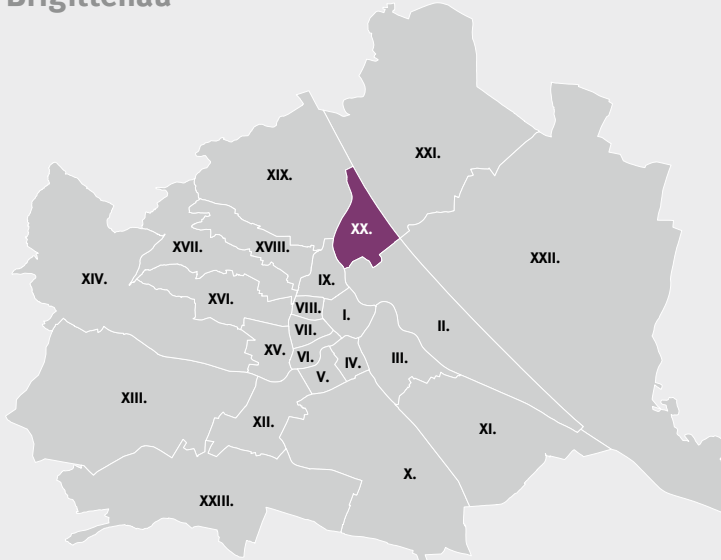 Brigittenau
XXI.
XIX.
XX.
XVII.
XVIII.
XXII.
XIV.
IX.
XVI.
VIII.
I.
II.
VII.
XV.
VI.
IV.
III.
V.
XIII.
XII.
XI.
X.
XXIII.